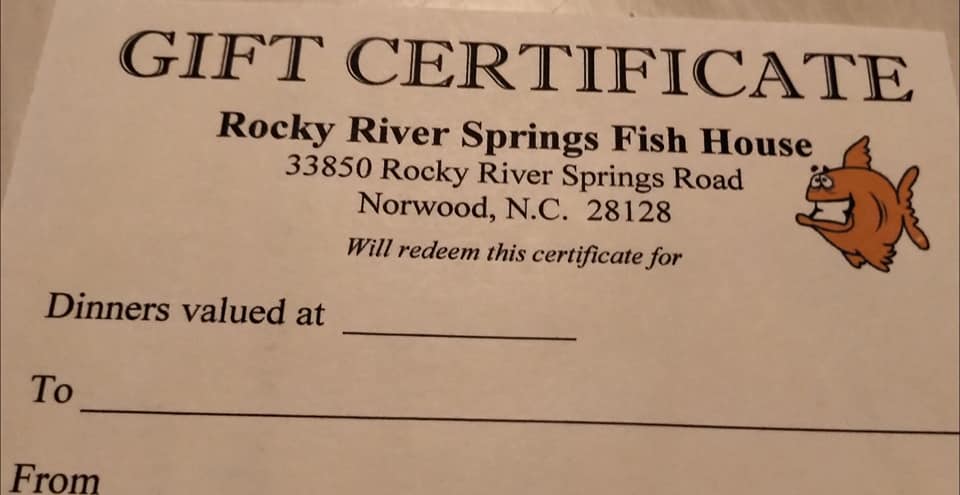 GIFT CERTIFICATE
Rocky River Springs Fish House
33850 Rocky River Springs Road
Norwood, N.C. 28128
Will redeem this certificate for
Dinners valued at
To
From